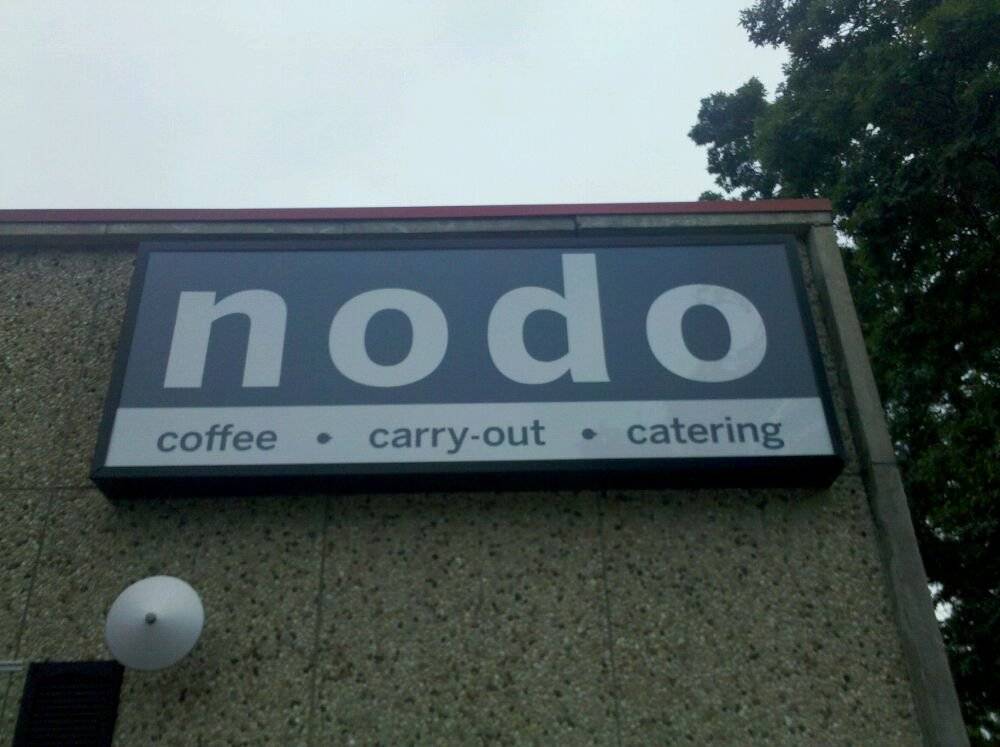 nodo
coffee • carry-out • catering